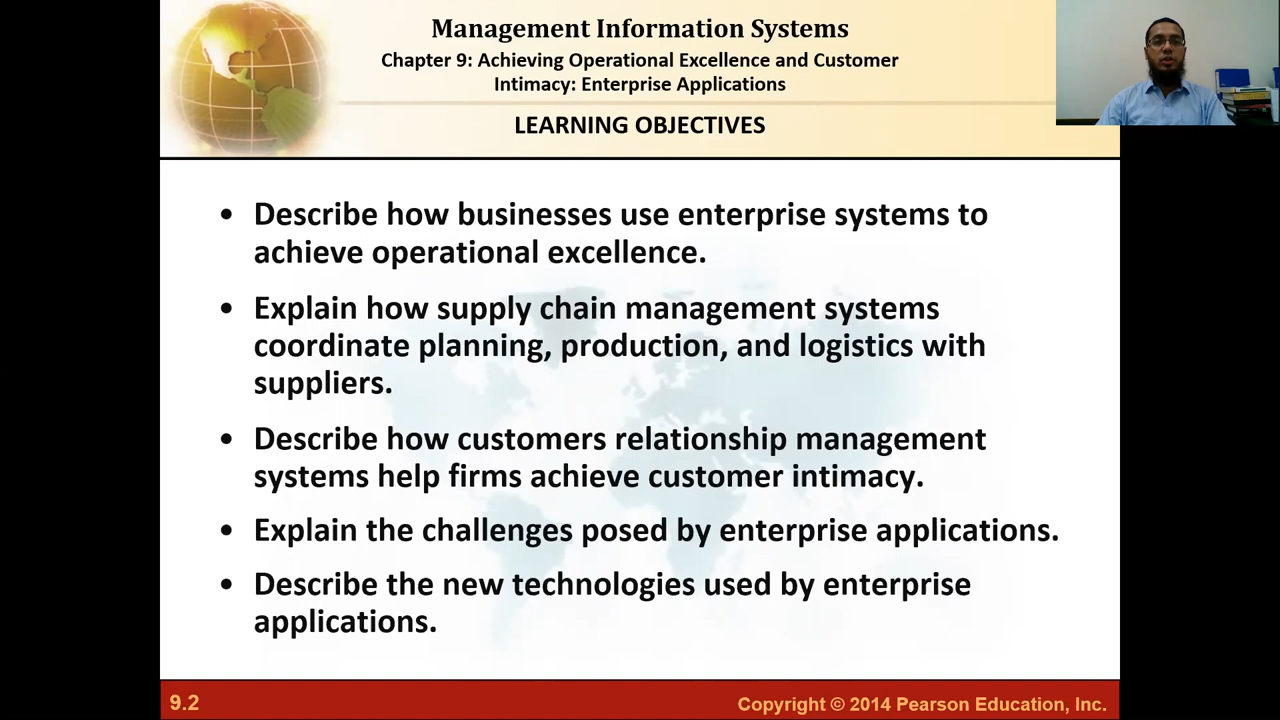 Management Information Systems
Chapter 9: Achieving Operational Excellence and Customer
Intimacy: Enterprise Applications
LEARNING OBJECTIVES
• Describe how businesses use enterprise systems to
achieve operational excellence.
• Explain how supply chain management systems
coordinate planning, production, and logistics with
suppliers.
• Describe how customers relationship management
systems help firms achieve customer intimacy.
• Explain the challenges posed by enterprise applications.
• Describe the new technologies used by enterprise
applications.
9.2
Copyright © 2014 Pearson Education, Inc.